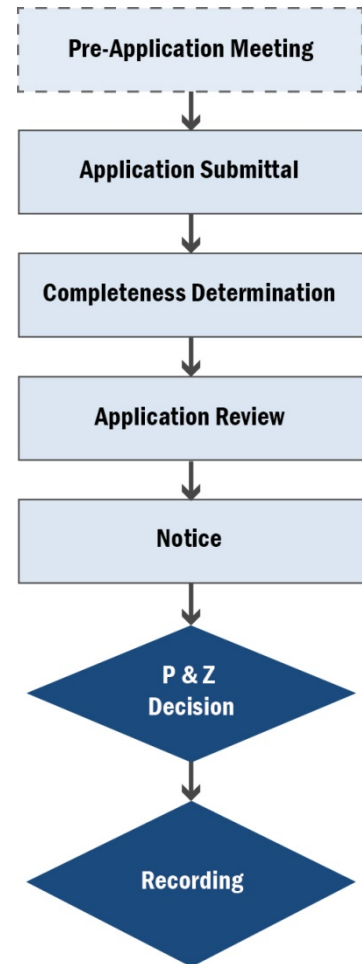 Pre-Application Meeting
Application Submittal
Completeness Determination
Application Review
Notice
P & Z
Decision
Recording